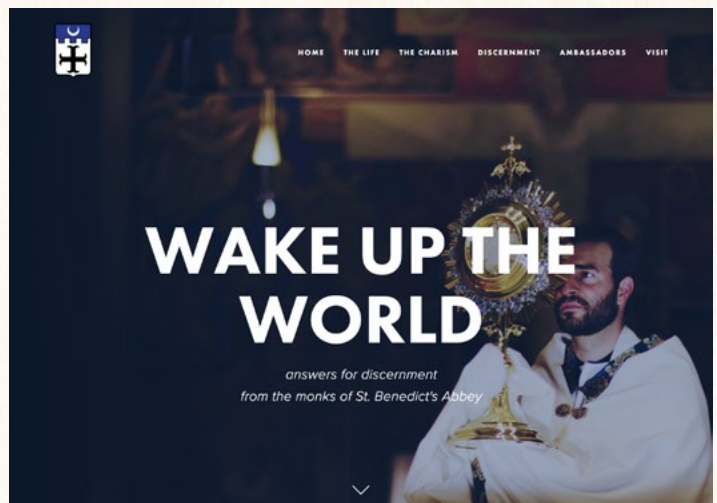 HOME THE LIFE THE CHARISM DISCERNMENT AMBASSADORS VISIT
WAKE UP THE
WORLD
answers for discernment
from the monks of St. Benedict's Abbey